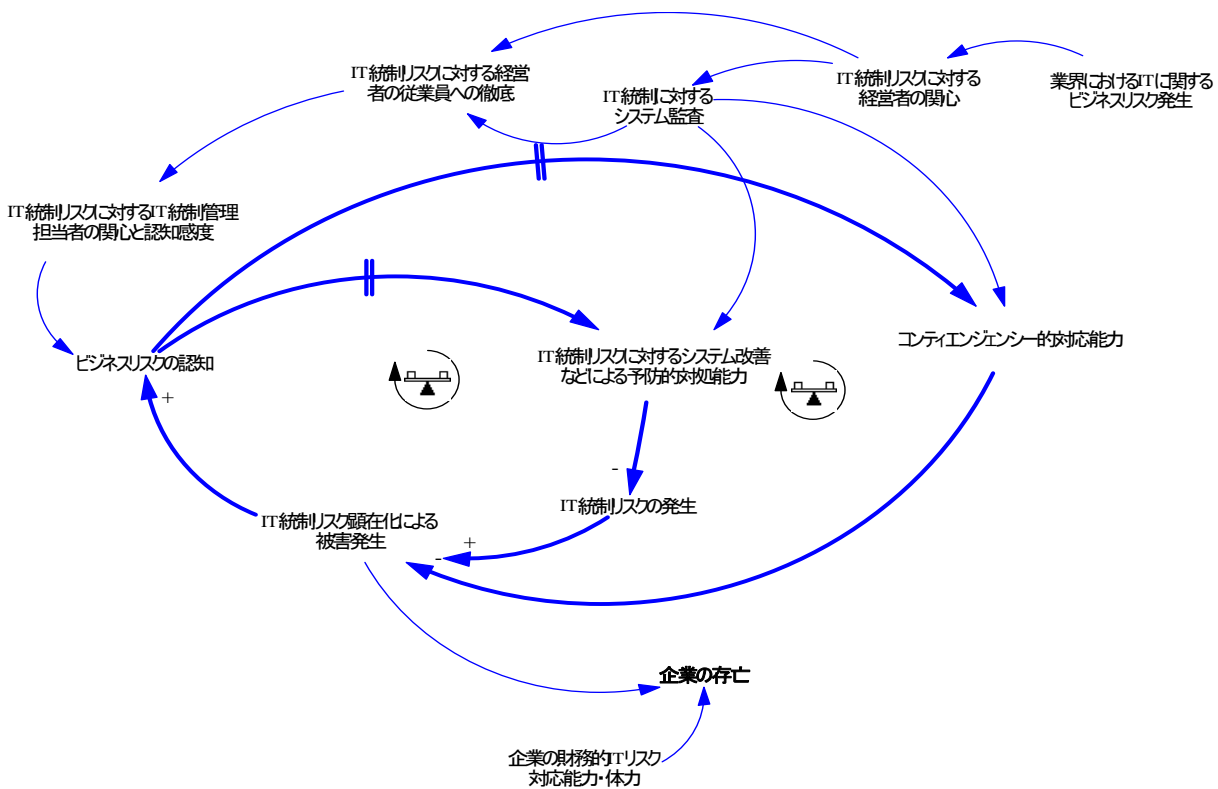 IT統制リスクに対する経営
者の従業員への徹底
IT統制に対する
システム監査
IT統制リスクに対する
経営者の関心
業界におけるITに関する
ビジネスリスク発生
IT統制リスクに対するIT統制管理
担当者の関心と認知感度
ビジネスリスクの認知
+
IT統制リスクに対するシステム改善
などによる予防的対処能力
コンティエンジェンシー的対応能力
-
IT統制リスクの発生
IT統制リスク顕在化による
被害発生
+
-
企業の存亡
企業の財務的ITリスク
対応能力・体力